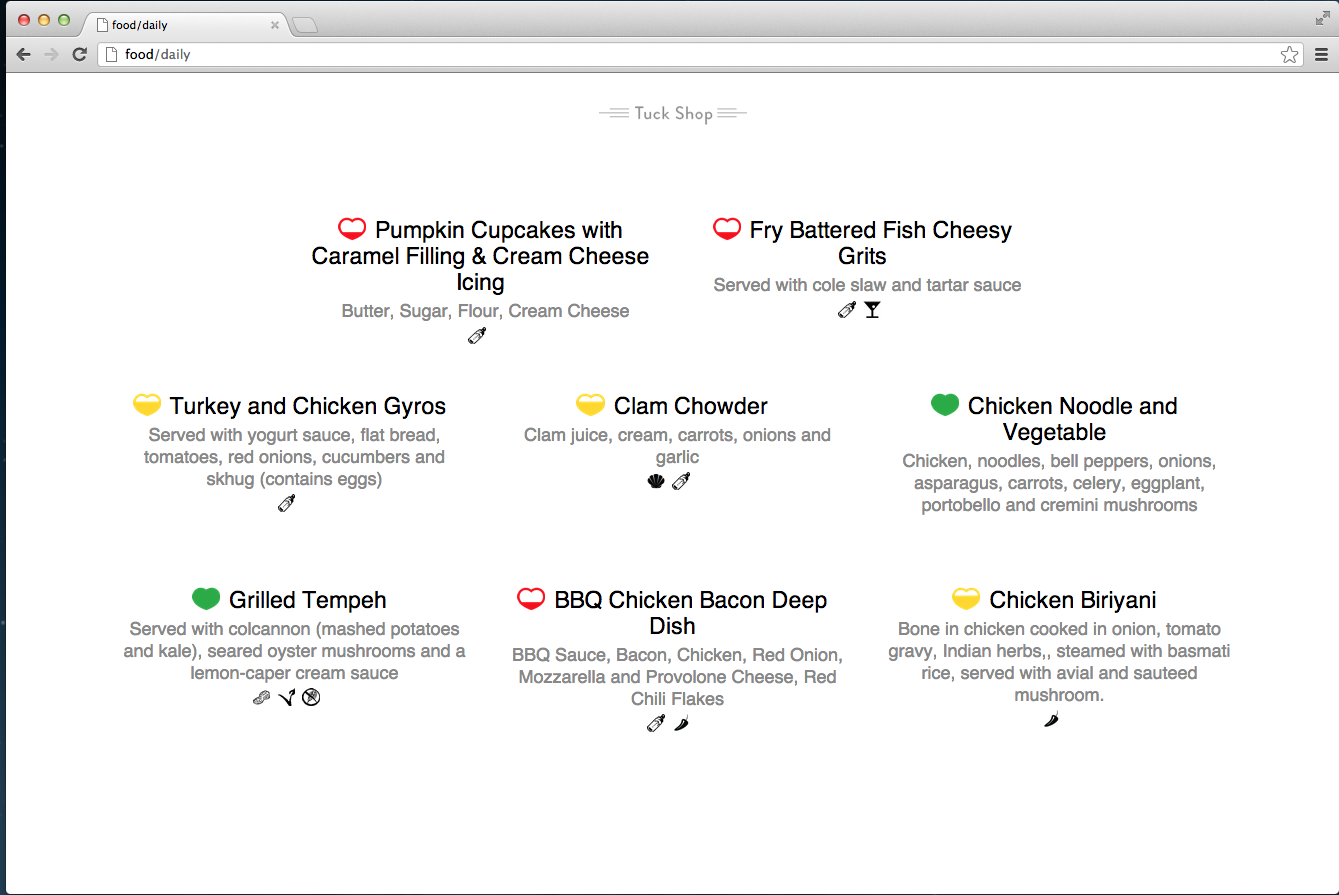 food/daily
food/daily
Tuck Shop
Pumpkin Cupcakes with
Caramel Filling & Cream Cheese
Icing
Butter, Sugar, Flour, Cream Cheese
Fry Battered Fish Cheesy
Grits
Served with cole slaw and tartar sauce
Turkey and Chicken Gyros
Served with yogurt sauce, flat bread,
tomatoes, red onions, cucumbers and
skhug (contains eggs)
Clam Chowder
Clam juice, cream, carrots, onions and
garlic
Chicken Noodle and
Vegetable
Chicken, noodles, bell peppers, onions,
asparagus, carrots, celery, eggplant,
portobello and cremini mushrooms
Grilled Tempeh
Served with colcannon (mashed potatoes
and kale), seared oyster mushrooms and a
lemon-caper cream sauce
BBQ Chicken Bacon Deep
Dish
BBQ Sauce, Bacon, Chicken, Red Onion,
Mozzarella and Provolone Cheese, Red
Chili Flakes
Chicken Biriyani
Bone in chicken cooked in onion, tomato
gravy, Indian herbs,, steamed with basmati
rice, served with avial and sauteed
mushroom.